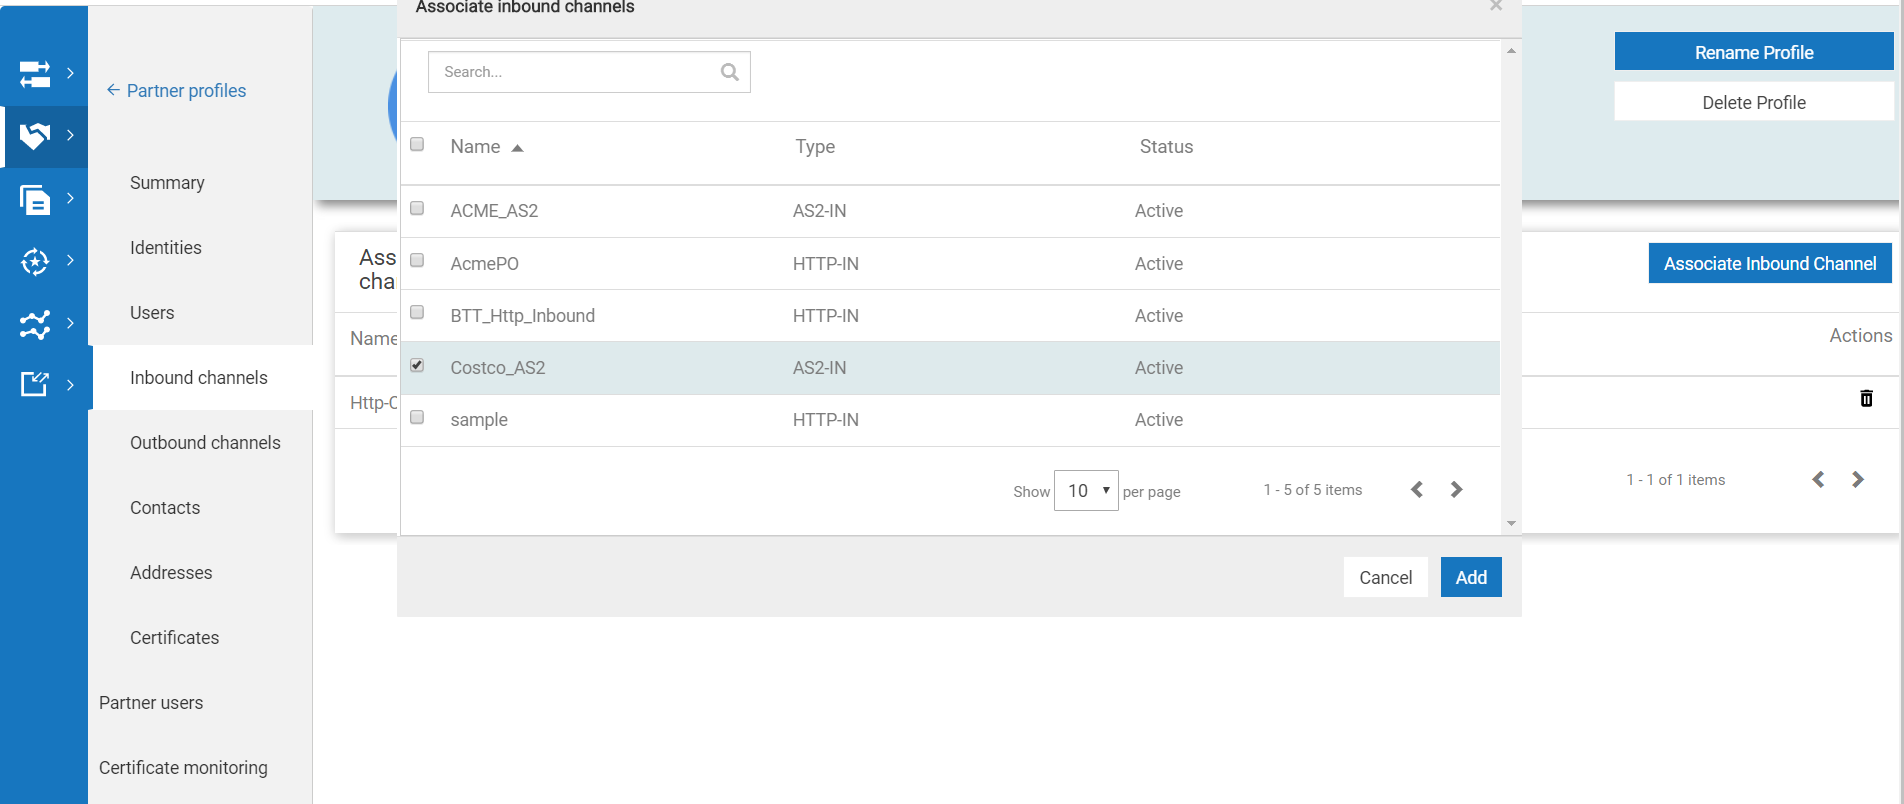 Associate inbound channels
×
Search...
Rename Profile
Delete Profile
Partner profiles
Summary
Identities
Users
Inbound channels
Outbound channels
Contacts
Addresses
Certificates
Partner users
Certificate monitoring
Name Type Status
ACME_AS2 AS2-IN Active
AcmePO HTTP-IN Active
BTT_Http_Inbound HTTP-IN Active
Costco_AS2 AS2-IN Active
sample HTTP-IN Active
Show 10 per page 1 - 5 of 5 items
Cancel Add
Ass
cha
Associate Inbound Channel
Name Actions
Http-C
1 - 1 of 1 items